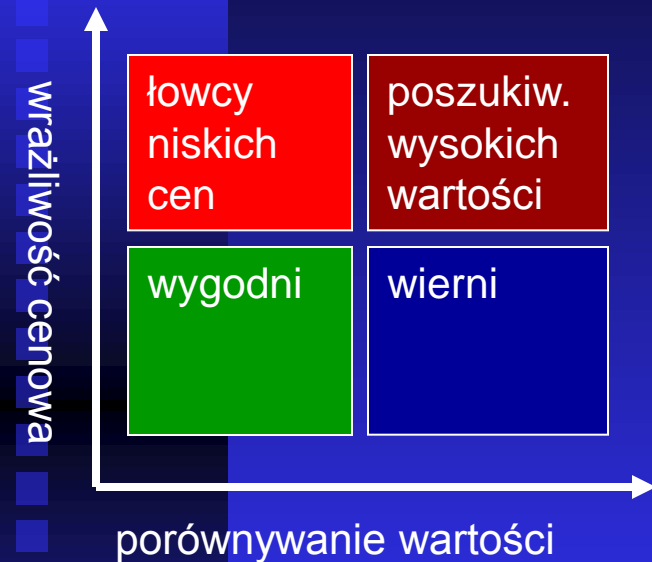 wrażliwość cenowa
łowcy
niskich
cen
poszukiw.
wysokich
wartości
wygodni
wierni
porównywanie wartości